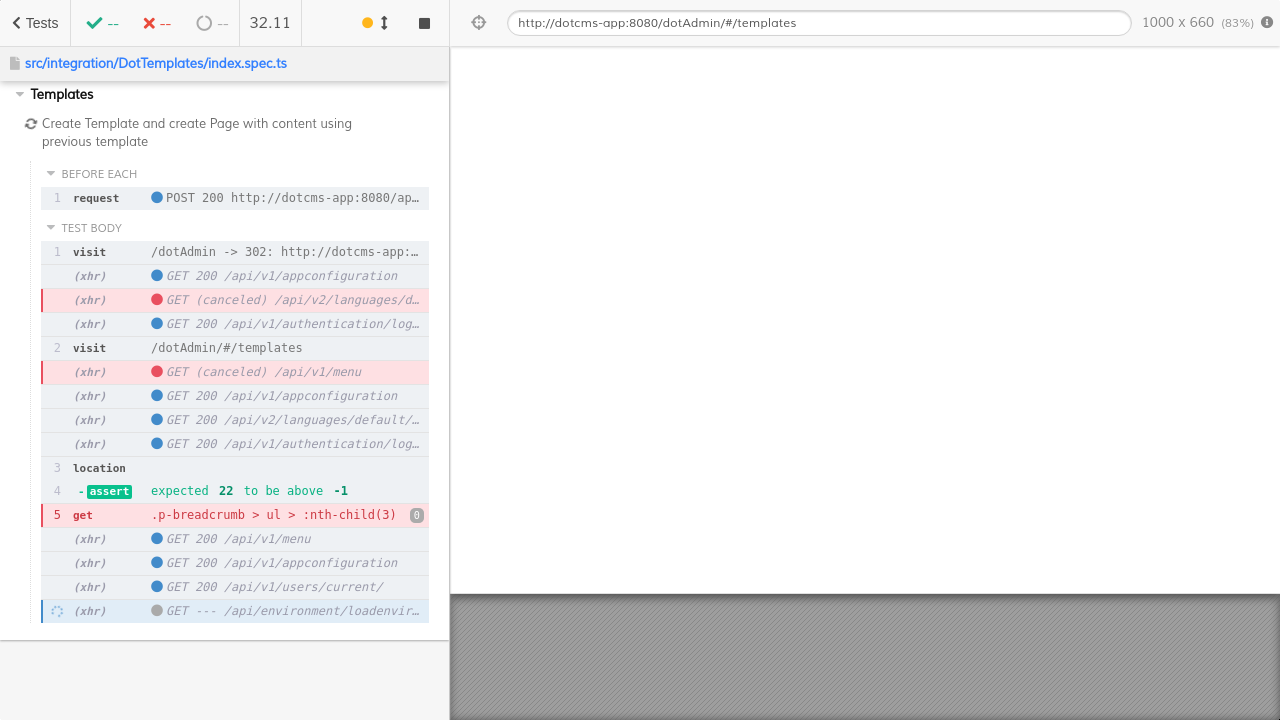 Tests -- -- -- 32.11
http://dotcms-app:8080/dotAdmin/#/templates 1000 x 660 (83%)
src/integration/DotTemplates/index.spec.ts
Templates
Create Template and create Page with content using
previous template
BEFORE EACH
1 request POST 200 http://dotcms-app:8080/ap…
TEST BODY
1 visit /dotAdmin -> 302: http://dotcms-app:…
(xhr) GET 200 /api/v1/appconfiguration
(xhr) GET (canceled) /api/v2/languages/d…
(xhr) GET 200 /api/v1/authentication/log…
2 visit /dotAdmin/#/templates
(xhr) GET (canceled) /api/v1/menu
(xhr) GET 200 /api/v1/appconfiguration
(xhr) GET 200 /api/v2/languages/default/…
(xhr) GET 200 /api/v1/authentication/log…
3 location
4 -assert expected 22 to be above -1
5 get .p-breadcrumb > ul > :nth-child(3) 0
(xhr) GET 200 /api/v1/menu
(xhr) GET 200 /api/v1/appconfiguration
(xhr) GET 200 /api/v1/users/current/
(xhr) GET --- /api/environment/loadenvir…